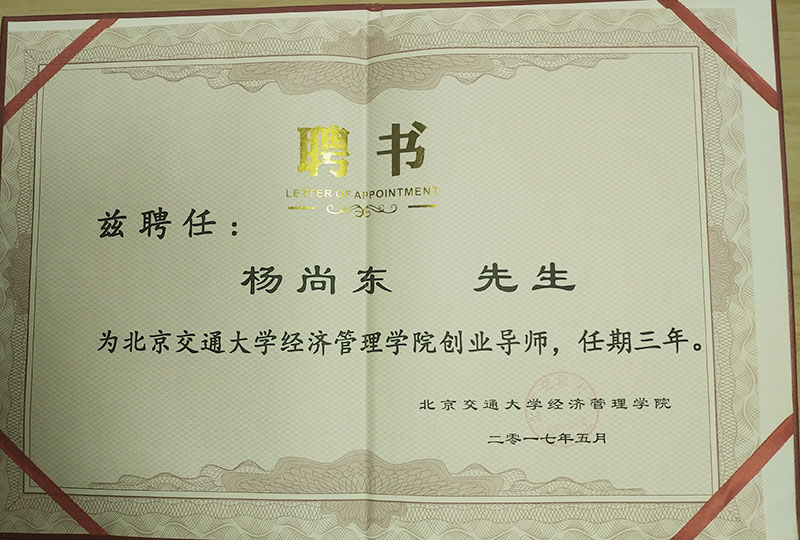 聘书
LETTER OF APPOINTMENT
兹聘任：
杨尚东 先生
为北京交通大学经济管理学院创业导师，任期三年。
北京交通大学经济管理学院
二零一七年五月